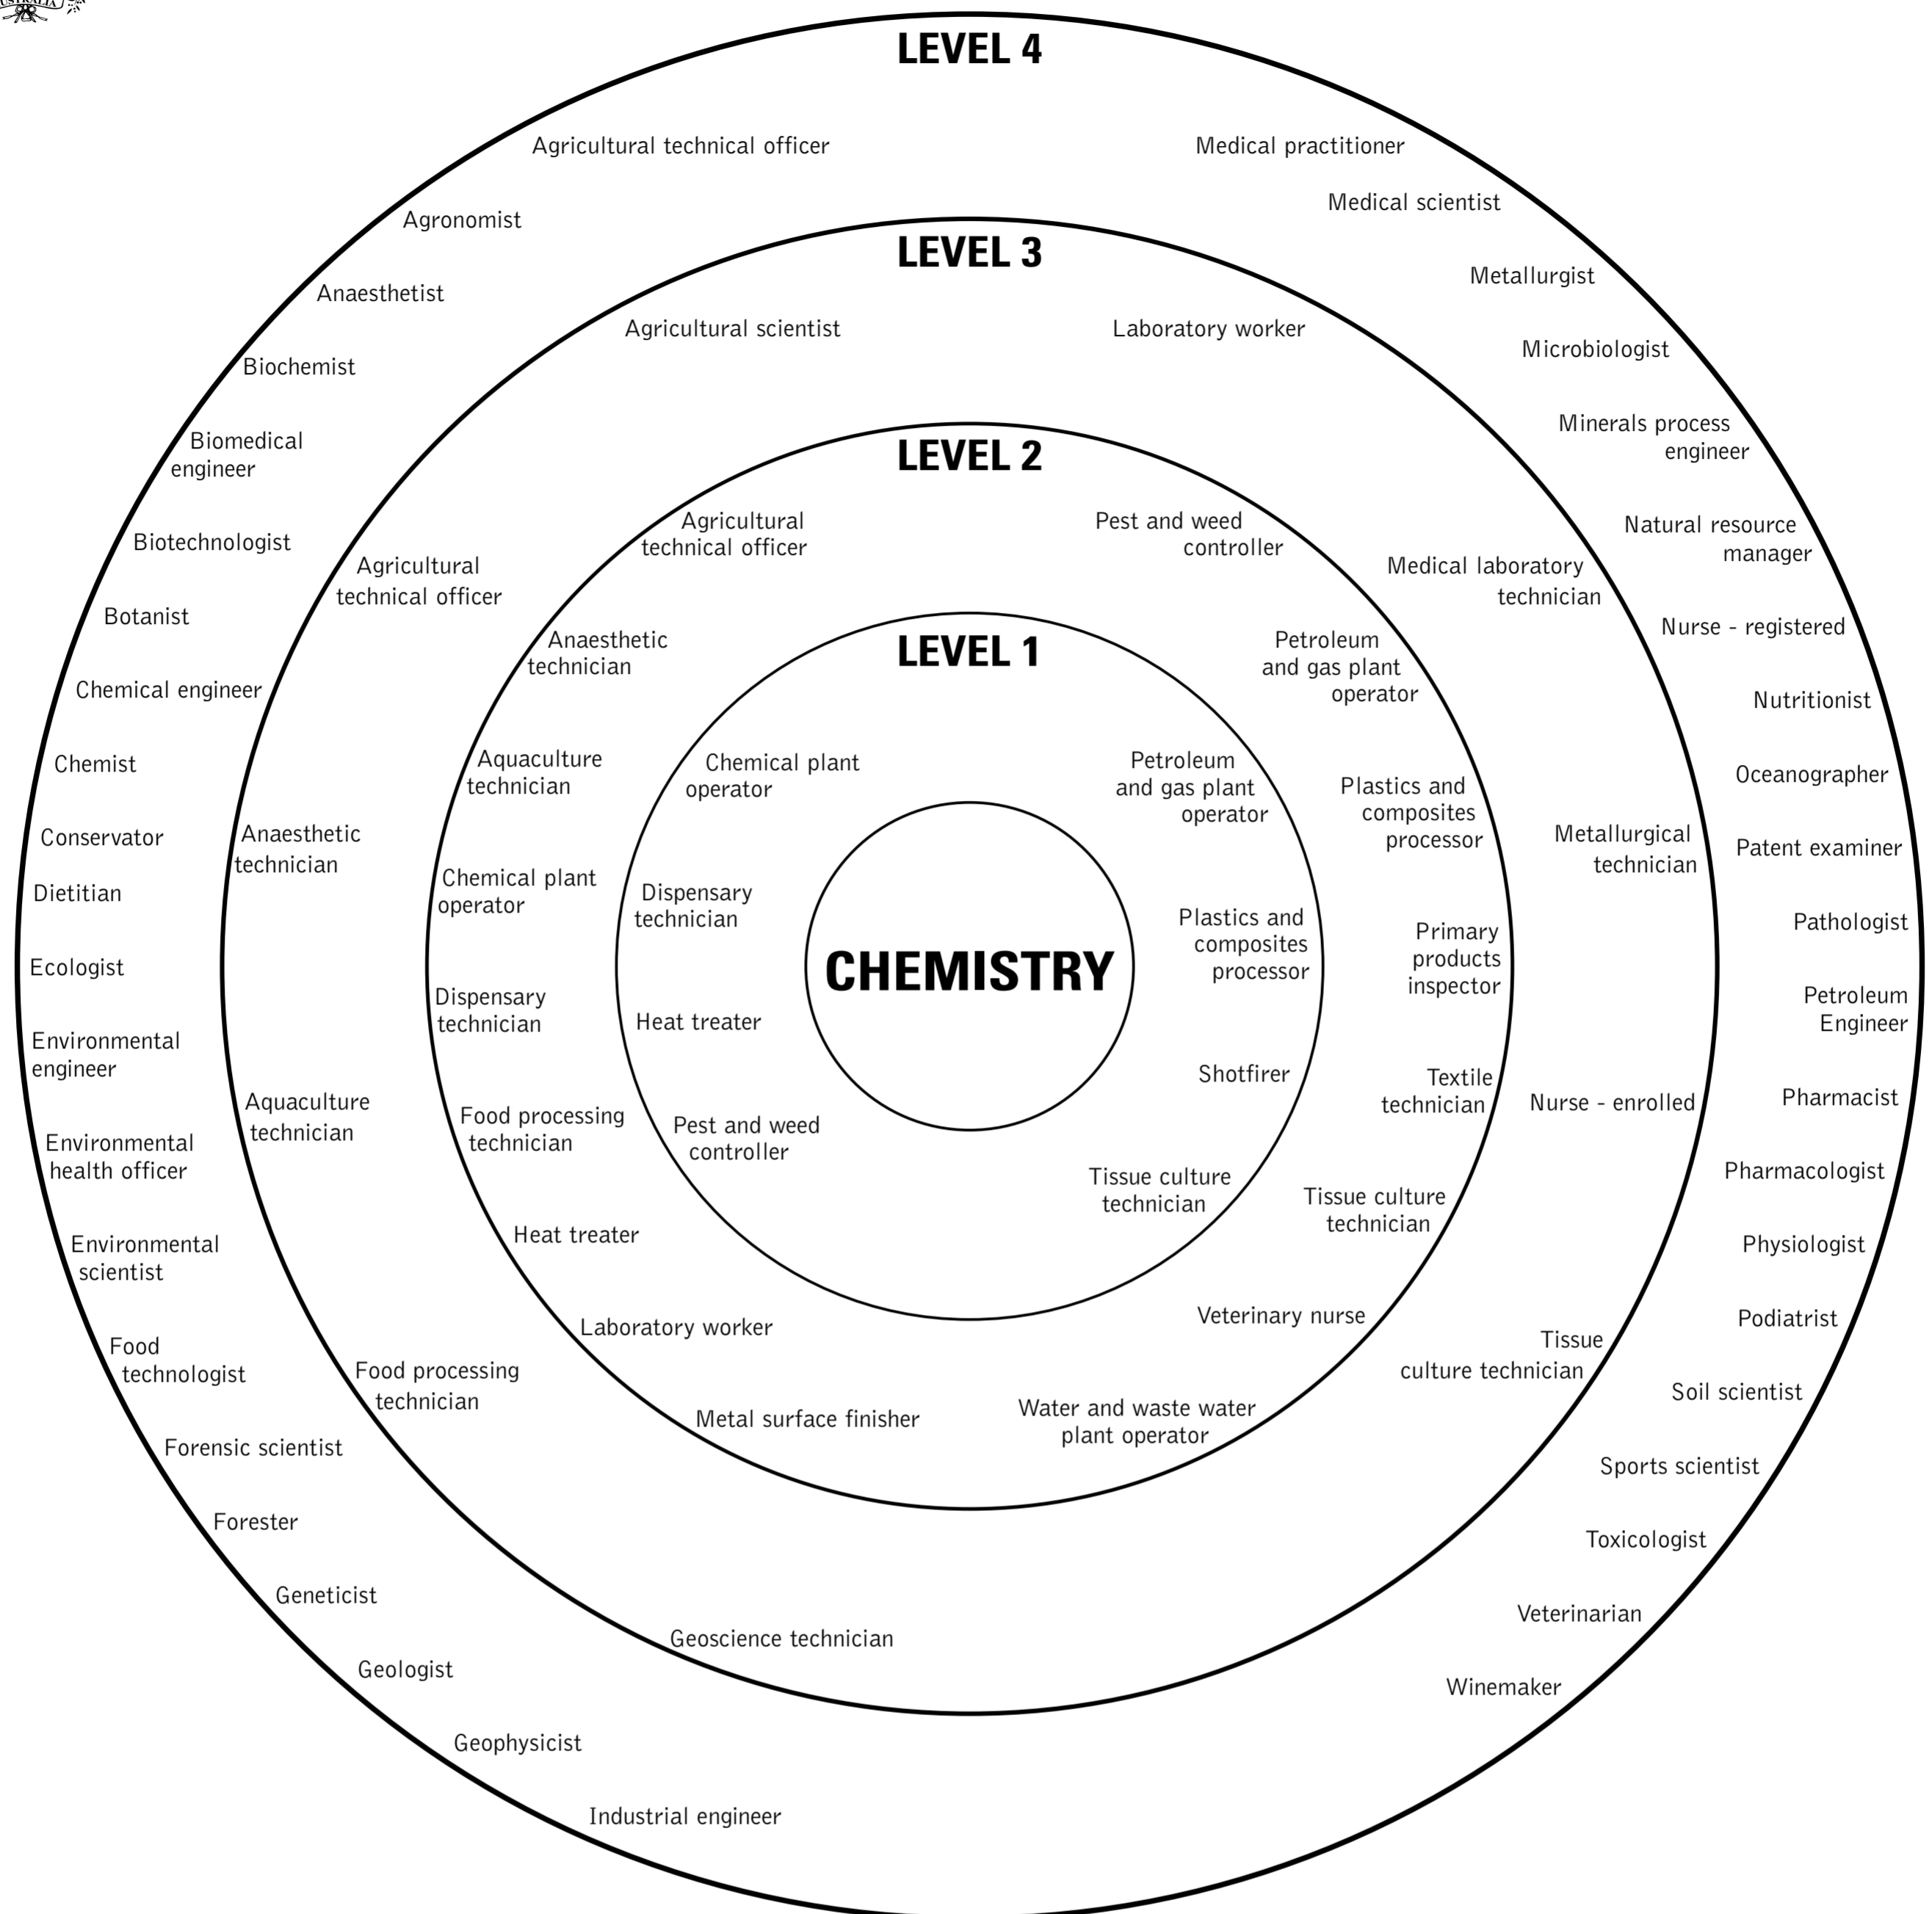 USTRALIA
LEVEL 4
Agricultural technical officer
Agronomist
Anaesthetist
Biochemist
Biomedical
engineer
Biotechnologist
Botanist
Chemical engineer
Chemist
Conservator
Dietitian
Ecologist
Environmental
engineer
Environmental
health officer
Environmental
scientist
Food
technologist
Forensic scientist
Forester
Geneticist
Geologist
Geophysicist
Industrial engineer
Medical practitioner
Medical scientist
Metallurgist
Microbiologist
Minerals process
engineer
Natural resource
manager
Nurse - registered
Nutritionist
Oceanographer
Patent examiner
Pathologist
Petroleum
Engineer
Pharmacist
Pharmacologist
Physiologist
Podiatrist
Soil scientist
Sports scientist
Toxicologist
Veterinarian
Winemaker
LEVEL 3
Agricultural scientist
Agricultural
technical officer
Anaesthetic
technician
Aquaculture
technician
Food processing
technician
Geoscience technician
Laboratory worker
Medical laboratory
technician
Metallurgical
technician
Nurse - enrolled
Tissue
culture technician
LEVEL 2
Agricultural
technical officer
Anaesthetic
technician
Aquaculture
technician
Chemical plant
operator
Dispensary
technician
Food processing
technician
Heat treater
Laboratory worker
Metal surface finisher
Pest and weed
controller
Petroleum
and gas plant
operator
Plastics and
composites
processor
Primary
products
inspector
Textile
technician
Tissue culture
technician
Veterinary nurse
Water and waste water
plant operator
LEVEL 1
Chemical plant
operator
Dispensary
technician
Heat treater
Pest and weed
controller
Petroleum
and gas plant
operator
Plastics and
composites
processor
Shotfirer
Tissue culture
technician
CHEMISTRY